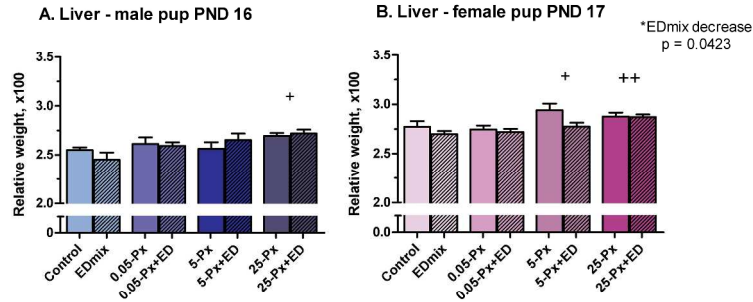 A. Liver - male pup PND 16
Relative weight, x100
3.5
3.0
2.5
2.0
0
+
Control
EDmix
0.05-Px
0.05-Px+ED
5-Px
5-Px+ED
25-Px
25-Px+ED
B. Liver - female pup PND 17
*EDmix decrease
p = 0.0423
Relative weight, x100
3.5
3.0
2.5
2.0
0.0
+
++
Control
EDmix
0.05-Px
0.05-Px+ED
5-Px
5-Px+ED
25-Px
25-Px+ED